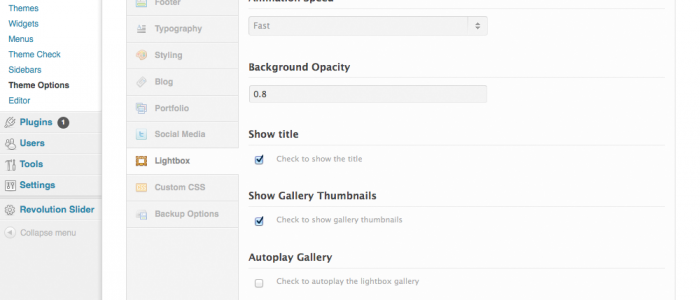 Themes
Widgets
Menus
Theme Check
Sidebars
Theme Options
Editor
Plugins 1
Users
Tools
Settings
Revolution Slider
Collapse menu
Footer
Typography
Styling
Blog
Portfolio
Social Media
Lightbox
Custom CSS
Backup Options
Animation Speed
Fast
Background Opacity
0.8
Show title
Check to show the title
Show Gallery Thumbnails
Check to show gallery thumbnails
Autoplay Gallery
Check to autoplay the lightbox gallery